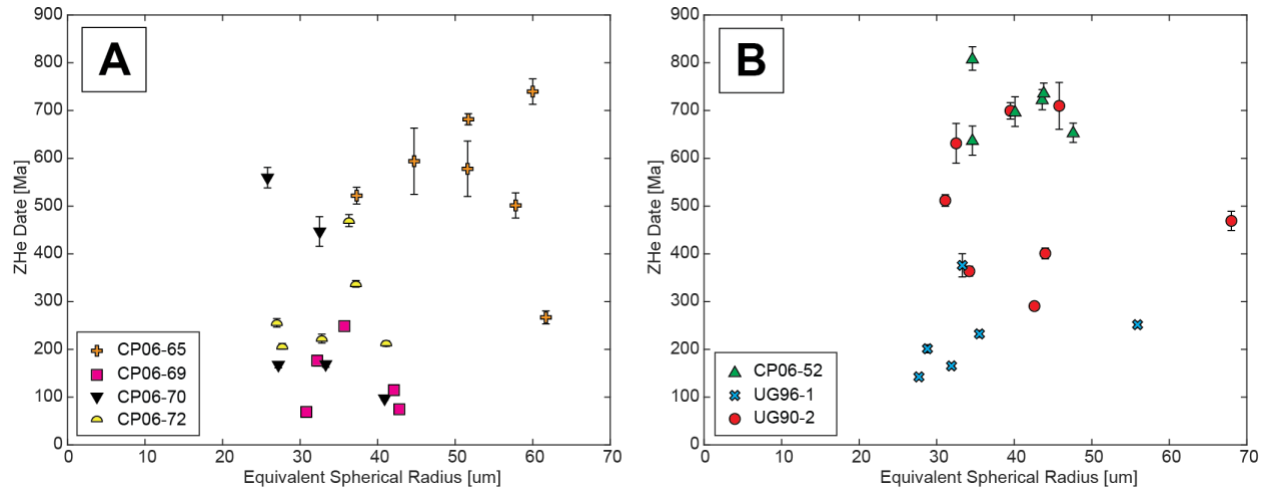 A
900
800
700
600
500
400
300
200
100
0
ZHe Date [Ma]
CP06-65
CP06-69
CP06-70
CP06-72
0 10 20 30 40 50 60 70
Equivalent Spherical Radius [um]
B
900
800
700
600
500
400
300
200
100
0
ZHe Date [Ma]
CP06-52
UG96-1
UG90-2
0 10 20 30 40 50 60 70
Equivalent Spherical Radius [um]